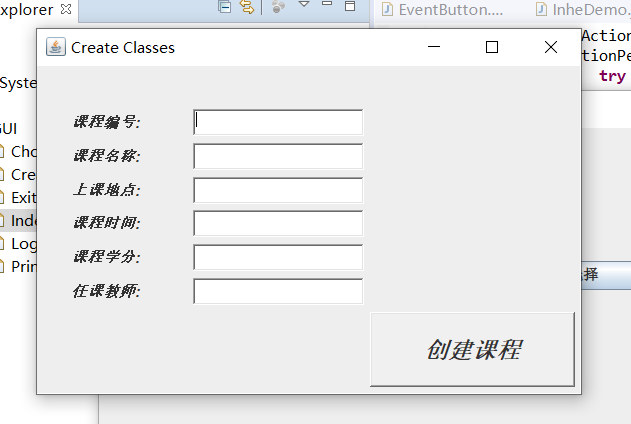 xplorer
EventButton....
InheDemo.
Create Classes
Action
tionPe
try
Syste
GUI
Cho
Cre
Exit
Inde
Log
Prin
课程编号:
课程名称:
上课地点:
课程时间:
课程学分:
任课教师:
择
创建课程